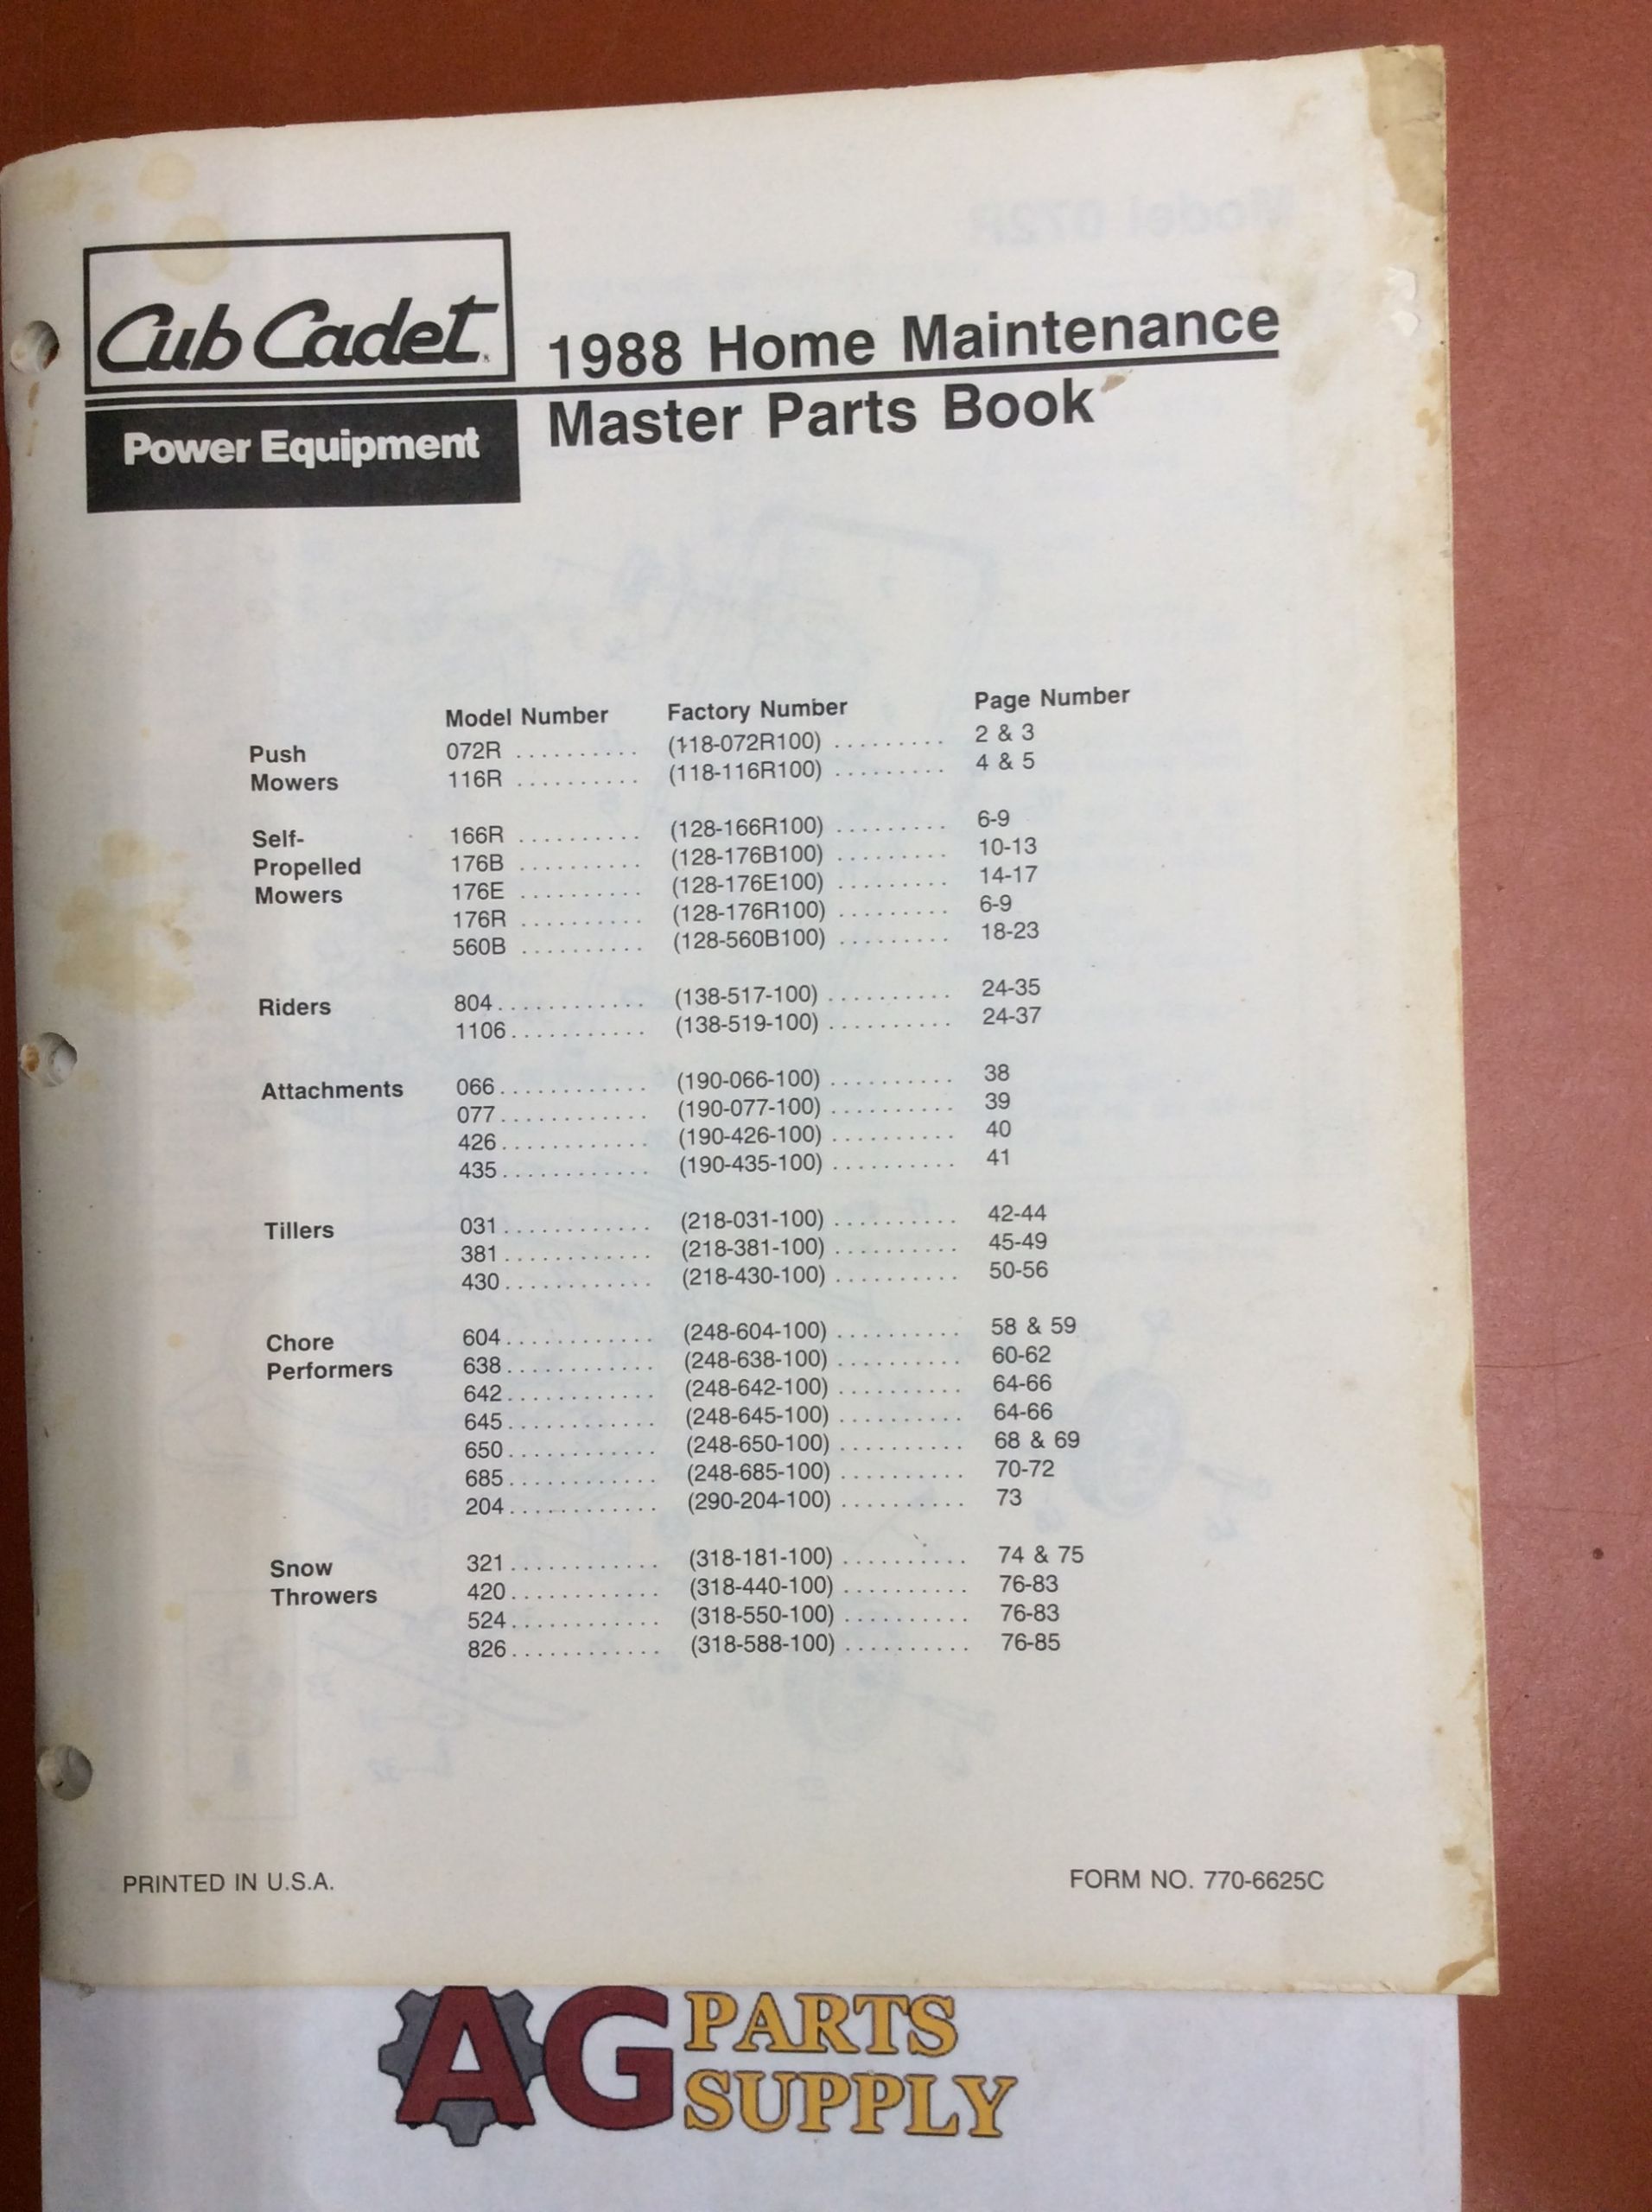 Model 072R
Cub Cadet
Power Equipment
1988 Home Maintenance
Master Parts Book
Model Number Factory Number Page Number
Push 072R .......... (118-072R100) ......... 2 & 3
Mowers 116R .......... (118-116R100) ......... 4 & 5
Self- 166R .......... (128-166R100) ......... 6-9
Propelled 176B .......... (128-176B100) ......... 10-13
Mowers 176E .......... (128-176E100) ......... 14-17
176R .......... (128-176R100) ......... 6-9
560B .......... (128-560B100) ......... 18-23
Riders 804 ............ (138-517-100) .......... 24-35
1106 ........... (138-519-100) .......... 24-37
Attachments 066 ............ (190-066-100) .......... 38
077 ............ (190-077-100) .......... 39
426 ............ (190-426-100) .......... 40
435 ............ (190-435-100) .......... 41
Tillers 031 ............ (218-031-100) .......... 42-44
381 ............ (218-381-100) .......... 45-49
430 ............ (218-430-100) .......... 50-56
Chore 604 ............ (248-604-100) .......... 58 & 59
Performers 638 ............ (248-638-100) .......... 60-62
642 ............ (248-642-100) .......... 64-66
645 ............ (248-645-100) .......... 64-66
650 ............ (248-650-100) .......... 68 & 69
685 ............ (248-685-100) .......... 70-72
204 ............ (290-204-100) .......... 73
Snow 321 ............ (318-181-100) .......... 74 & 75
Throwers 420 ............ (318-440-100) .......... 76-83
524 ............ (318-550-100) .......... 76-83
826 ............ (318-588-100) .......... 76-85
PRINTED IN U.S.A. FORM NO. 770-6625C
AG PARTS
SUPPLY